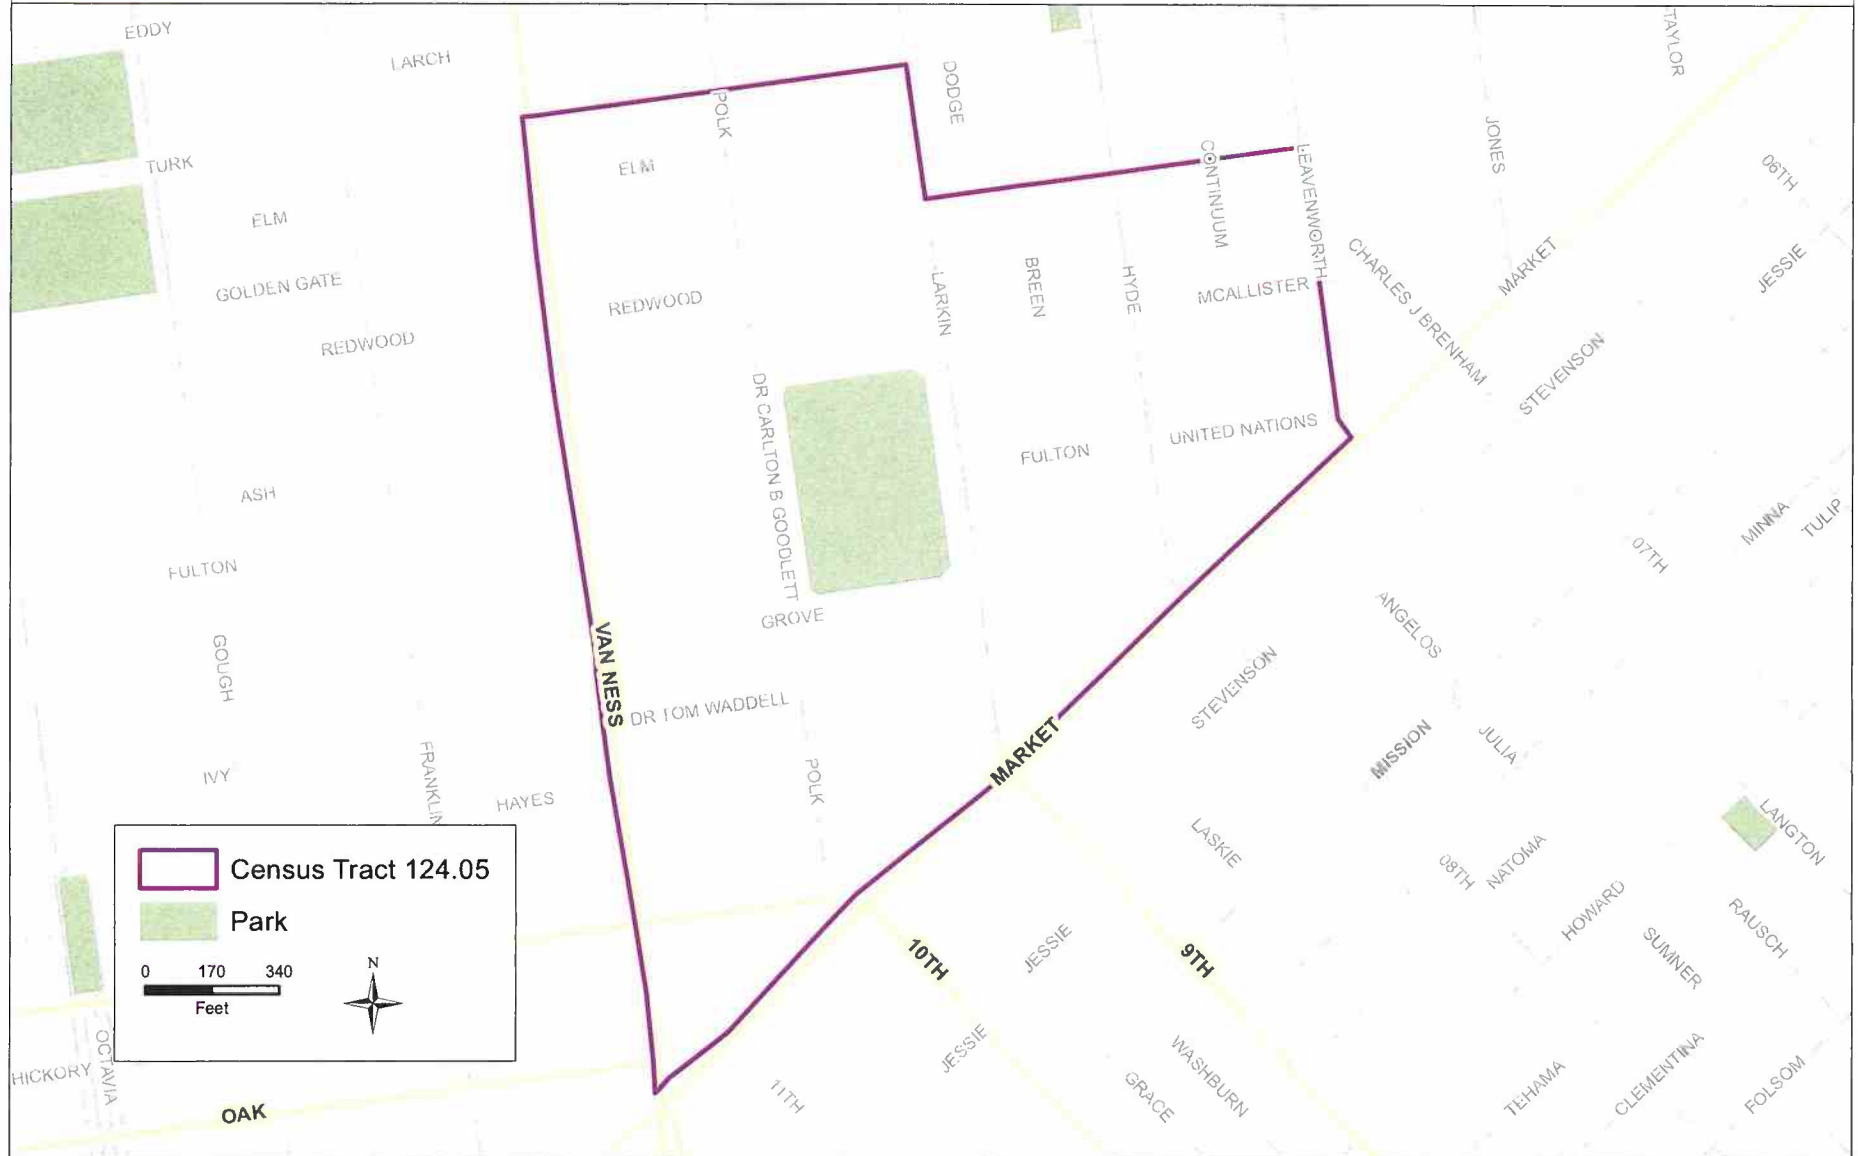 EDDY
LARCH
TAYLOR
DODGE
POLK
JONES
TURK
ELM
CONTINUUM
LEAVENWORTH
06TH
ELM
CHARLES J BRENHAM
MARKET
JESSIE
GOLDEN GATE
REDWOOD
LARKIN
BREEN
HYDE
MCALLISTER
REDWOOD
STEVENSON
DR CARLTON B GOODLETT
FULTON
UNITED NATIONS
ASH
MINNA
TULIP
07TH
FULTON
GROVE
ANGELOS
GOUGH
VAN NESS
STEVENSON
DR TOM WADDELL
MARKET
MISSION
JULIA
IVY
FRANKLIN
HAYES
POLK
LASKIE
LANGTON
08TH
NATOMA
HOWARD
SUMNER
RAUSCH
10TH
JESSIE
9TH
Census Tract 124.05
Park
0 170 340
Feet
N
OCTAVIA
HICKORY
OAK
11TH
JESSIE
GRACE
WASHBURN
TEHAMA
CLEMENTINA
FOLSOM